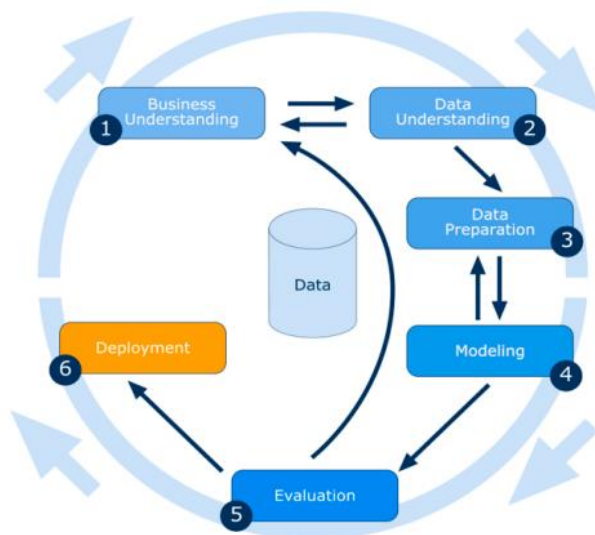 Business
Understanding
1
Data
Understanding
2
Data
Preparation
3
Data
Deployment
6
Modeling
4
Evaluation
5